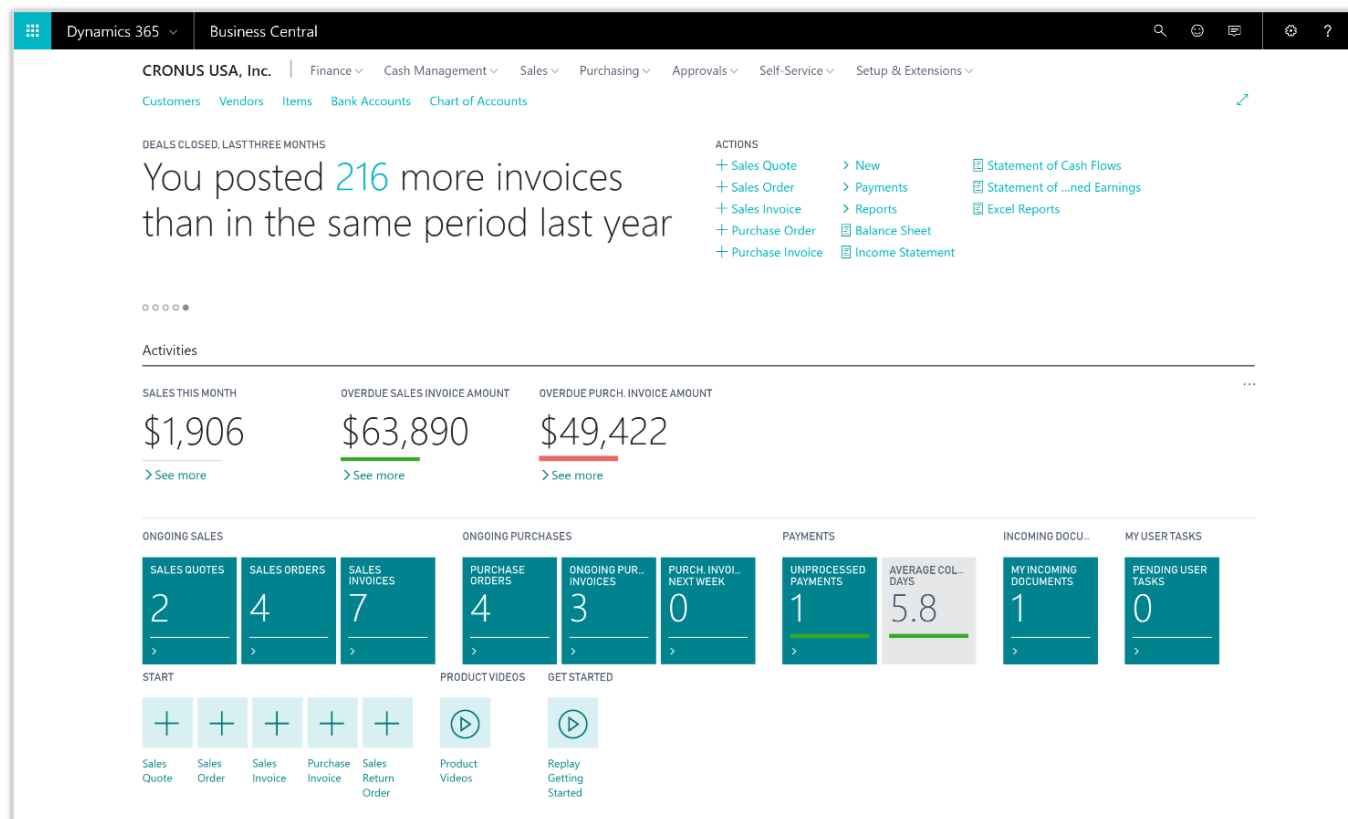 Dynamics 365
Business Central
?
CRONUS USA, Inc.
Finance
Cash Management
Sales
Purchasing
Approvals
Self-Service
Setup & Extensions
Customers
Vendors
Items
Bank Accounts
Chart of Accounts
DEALS CLOSED, LAST THREE MONTHS
You posted 216 more invoices
than in the same period last year
ACTIONS
+ Sales Quote
+ Sales Order
+ Sales Invoice
+ Purchase Order
+ Purchase Invoice
> New
> Payments
> Reports
Balance Sheet
Income Statement
Statement of Cash Flows
Statement of ...ned Earnings
Excel Reports
Activities
...
SALES THIS MONTH
$1,906
> See more
OVERDUE SALES INVOICE AMOUNT
$63,890
> See more
OVERDUE PURCH. INVOICE AMOUNT
$49,422
> See more
ONGOING SALES
SALES QUOTES
2
>
SALES ORDERS
4
>
SALES
INVOICES
7
>
ONGOING PURCHASES
PURCHASE
ORDERS
4
>
ONGOING PUR...
INVOICES
3
>
PURCH. INVOI...
NEXT WEEK
0
>
PAYMENTS
UNPROCESSED
PAYMENTS
1
>
AVERAGE COL...
DAYS
5.8
INCOMING DOCU...
MY INCOMING
DOCUMENTS
1
>
MY USER TASKS
PENDING USER
TASKS
0
>
START
+
Sales
Quote
+
Sales
Order
+
Sales
Invoice
+
Purchase
Invoice
+
Sales
Return
Order
PRODUCT VIDEOS
Product
Videos
GET STARTED
Replay
Getting
Started